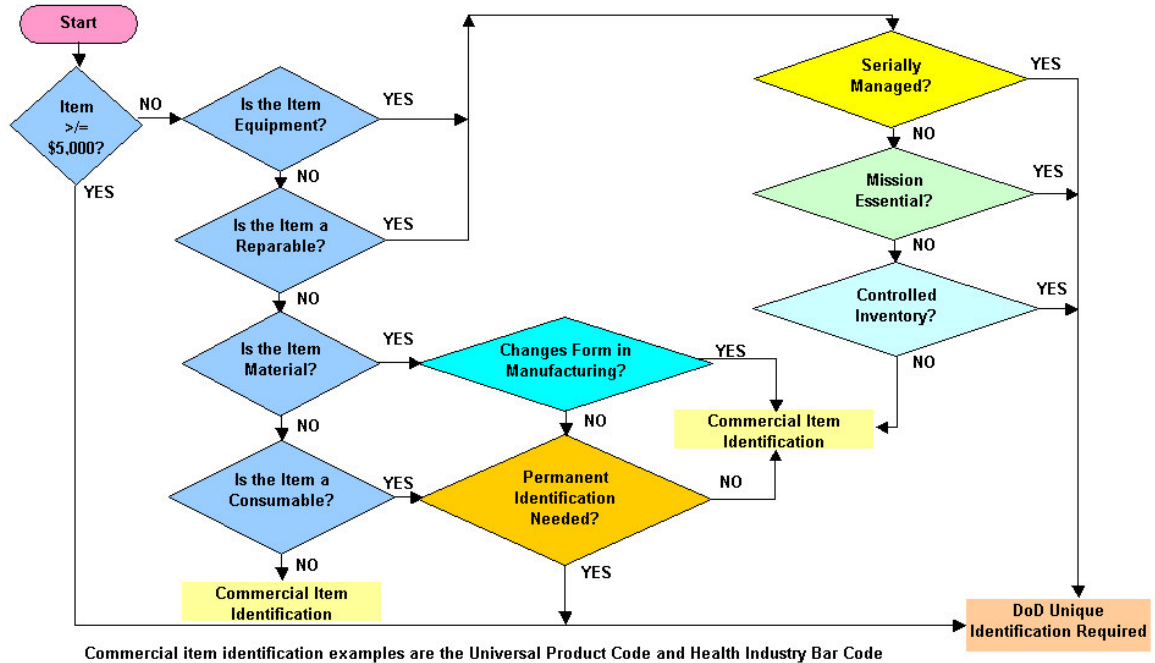 Start
Item
>/=
$5,000?
NO
YES
Is the Item
Equipment?
YES
NO
Is the Item a
Reparable?
YES
NO
Is the Item
Material?
YES
NO
Is the Item a
Consumable?
YES
NO
Commercial Item
Identification
Changes Form in
Manufacturing?
YES
NO
Permanent
Identification
Needed?
NO
YES
Commercial Item
Identification
Serially
Managed?
YES
NO
Mission
Essential?
YES
NO
Controlled
Inventory?
YES
NO
DoD Unique
Identification Required
Commercial item identification examples are the Universal Product Code and Health Industry Bar Code